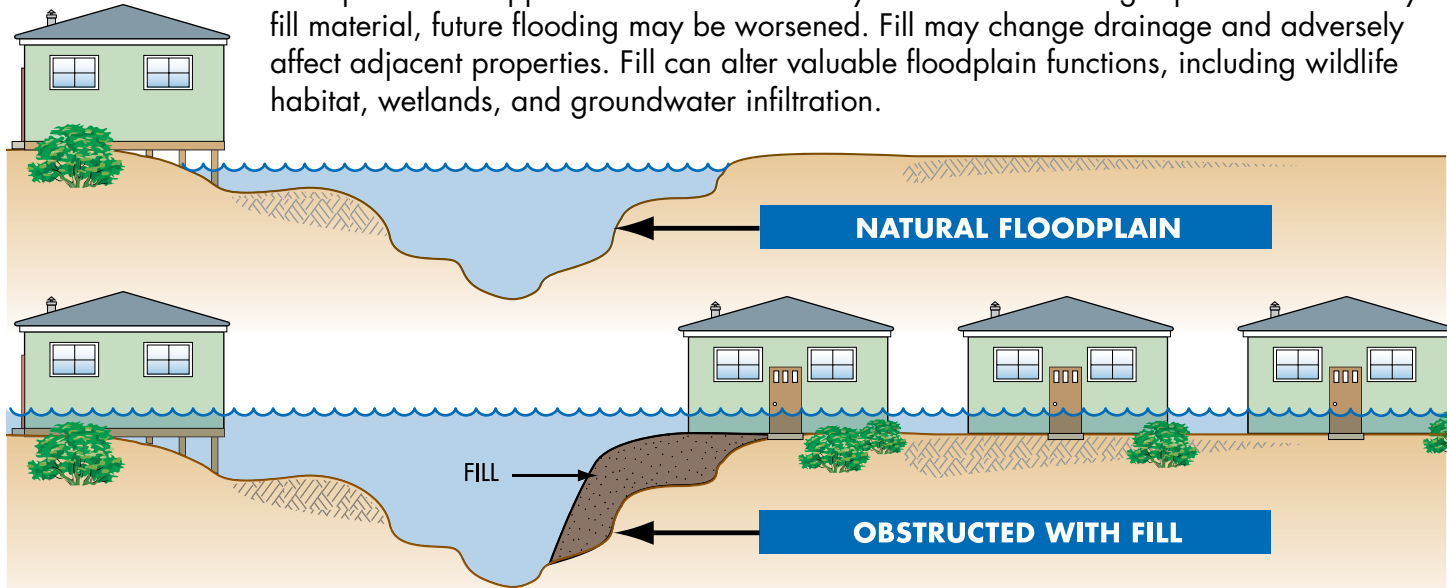 fill material, future flooding may be worsened. Fill may change drainage and adversely
affect adjacent properties. Fill can alter valuable floodplain functions, including wildlife
habitat, wetlands, and groundwater infiltration.
NATURAL FLOODPLAIN
FILL
OBSTRUCTED WITH FILL